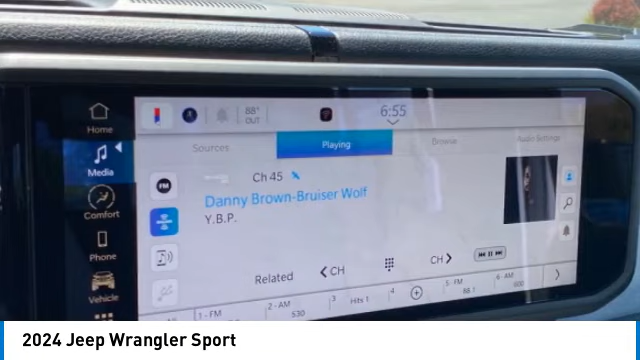 Home
Media
Comfort
Phone
Vehicle
88°
OUT
6:55
Sources
Playing
Browse
Audio Settings
FM
Ch 45
Danny Brown-Bruiser Wolf
Y.B.P.
Related
CH
CH
1 - FM
2 - AM
530
3
Hits 1
4
5 - FM
88.1
6 - AM
600
2024 Jeep Wrangler Sport